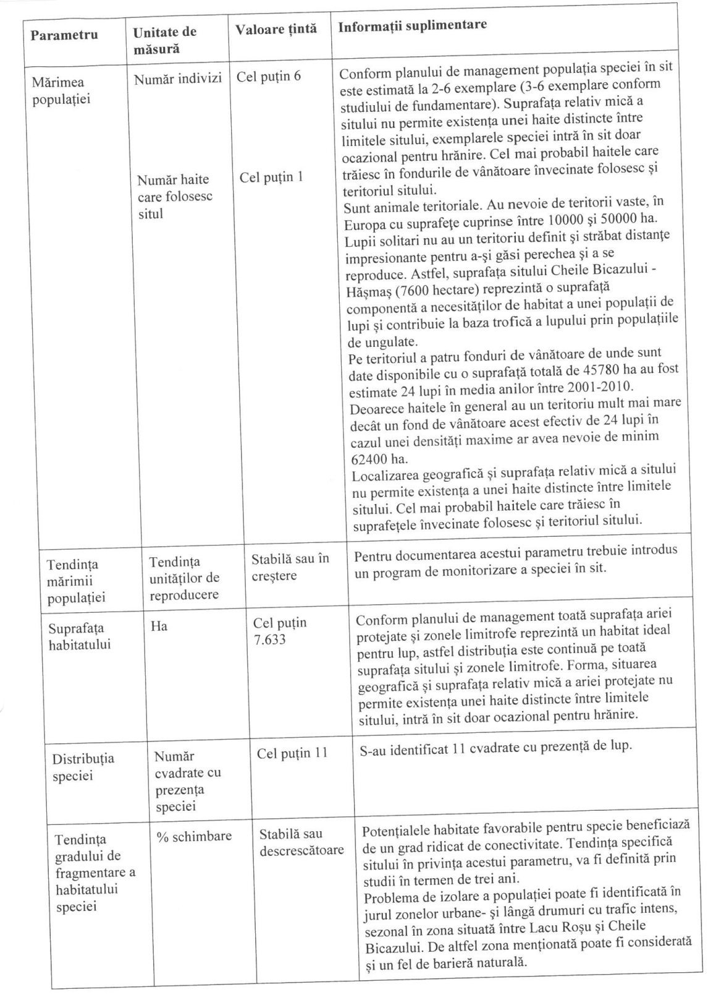 Parametru
Unitate de
măsură
Valoare țintă
Informații suplimentare
Mărimea
populației
Număr indivizi
Cel puțin 6
Număr haite
care folosesc
situl
Cel puțin 1
Conform planului de management populația speciei în sit
este estimată la 2-6 exemplare (3-6 exemplare conform
studiului de fundamentare). Suprafața relativ mică a
sitului nu permite existența unei haite distincte între
limitele sitului, exemplarele speciei intră în sit doar
ocazional pentru hrănire. Cel mai probabil haitele care
trăiesc în fondurile de vânătoare învecinate folosesc și
teritoriul sitului.
Sunt animale teritoriale. Au nevoie de teritorii vaste, în
Europa cu suprafețe cuprinse între 10000 şi 50000 ha.
Lupii solitari nu au un teritoriu definit şi străbat distanţe
impresionante pentru a-şi găsi perechea şi a se
reproduce. Astfel, suprafața sitului Cheile Bicazului -
Hășmaș (7600 hectare) reprezintă o suprafață
componentă a necesităților de habitat a unei populații de
lupi și contribuie la baza trofică a lupului prin populațiile
de ungulate.
Pe teritoriul a patru fonduri de vânătoare de unde sunt
date disponibile cu o suprafață totală de 45780 ha au fost
estimate 24 lupi în media anilor între 2001-2010.
Deoarece haitele în general au un teritoriu mult mai mare
decât un fond de vânătoare acest efectiv de 24 lupi în
cazul unei densități maxime ar avea nevoie de minim
62400 ha.
Localizarea geografică și suprafața relativ mică a sitului
nu permite existența a unei haite distincte între limitele
sitului. Cel mai probabil haitele care trăiesc în
suprafețele învecinate folosesc și teritoriul sitului.
Tendința
mărimii
populației
Tendința
unităților de
reproducere
Stabilă sau în
creștere
Pentru documentarea acestui parametru trebuie introdus
un program de monitorizare a speciei în sit.
Suprafața
habitatului
Ha
Cel puțin
7.633
Conform planului de management toată suprafața ariei
protejate și zonele limitrofe reprezintă un habitat ideal
pentru lup, astfel distribuția este continuă pe toată
suprafața sitului și zonele limitrofe. Forma, situarea
geografică și suprafața relativ mică a ariei protejate nu
permite existența unei haite distincte între limitele
sitului, intră în sit doar ocazional pentru hrănire.
Distribuția
speciei
Număr
cvadrate cu
prezența
speciei
Cel puțin 11
S-au identificat 11 cvadrate cu prezență de lup.
Tendința
gradului de
fragmentare a
habitatului
speciei
% schimbare
Stabilă sau
descrescătoare
Potențialele habitate favorabile pentru specie beneficiază
de un grad ridicat de conectivitate. Tendința specifică
sitului în privința acestui parametru, va fi definită prin
studii în termen de trei ani.
Problema de izolare a populației poate fi identificată în
jurul zonelor urbane- şi lângă drumuri cu trafic intens,
sezonal în zona situată între Lacu Roșu și Cheile
Bicazului. De altfel zona menționată poate fi considerată
și un fel de barieră naturală.